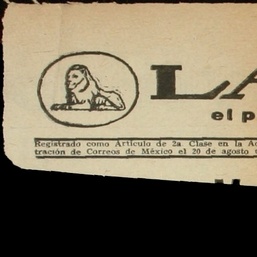 LA
el p
Registrado como Artículo de 2a. Clase en la Ad
tración de Correos de México el 20 de agosto